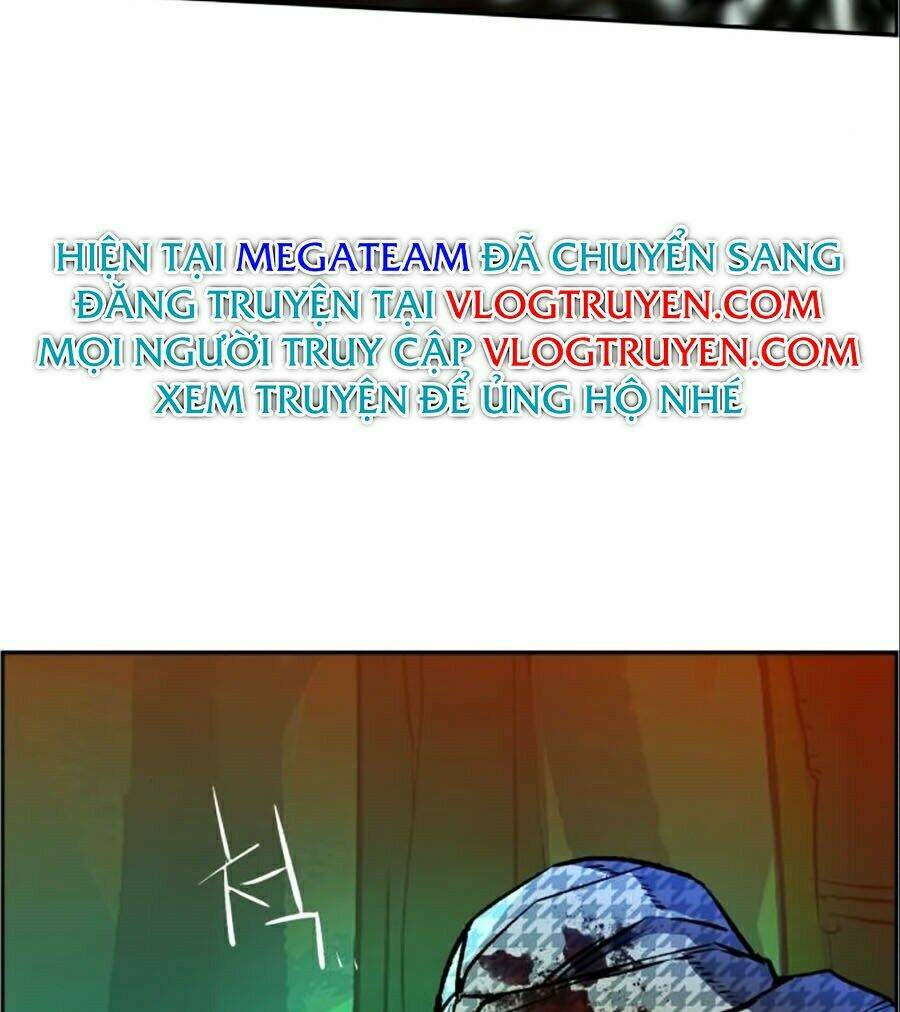 HIỆN TẠI MEGATEAM ĐÃ CHUYỂN SANG
ĐĂNG TRUYỆN TẠI VLOGTRUYEN.COM
MỌI NGƯỜI TRUY CẬP VLOGTRUYEN.COM
XEM TRUYỆN ĐỂ ỦNG HỘ NHÉ